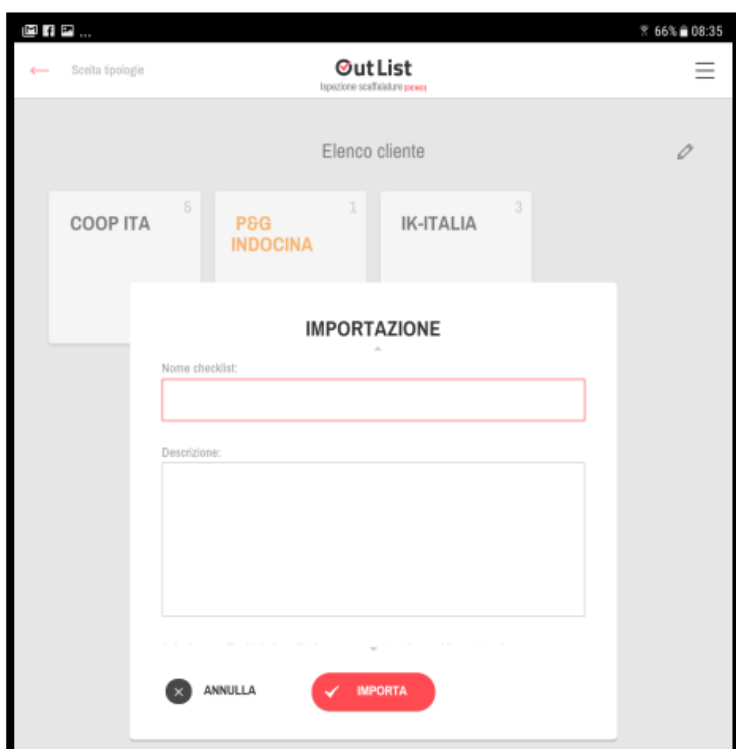 ... 66% 08:35
Scelta tipologie
OutList
Ispezione scaffalature [DEMO]
Elenco cliente
COOP ITA 5
P&G INDOCINA 1
IK-ITALIA 3
IMPORTAZIONE
Nome checklist:
Descrizione:
ANNULLA
IMPORTA